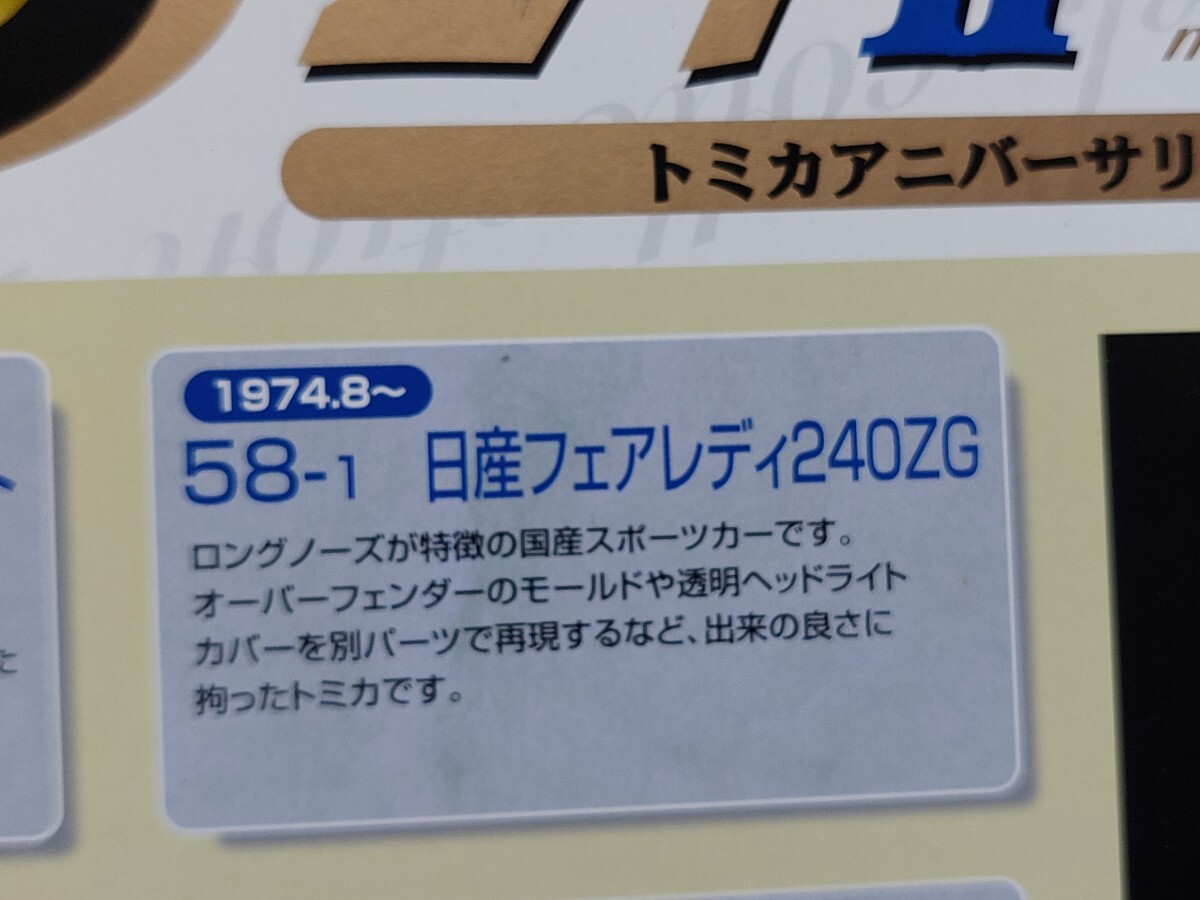 II
トミカアニバーサリ
1974.8〜
58-1 日産フェアレディ240ZG
ロングノーズが特徴の国産スポーツカーです。
オーバーフェンダーのモールドや透明ヘッドライト
カバーを別パーツで再現するなど、出来の良さに
拘ったトミカです。
た